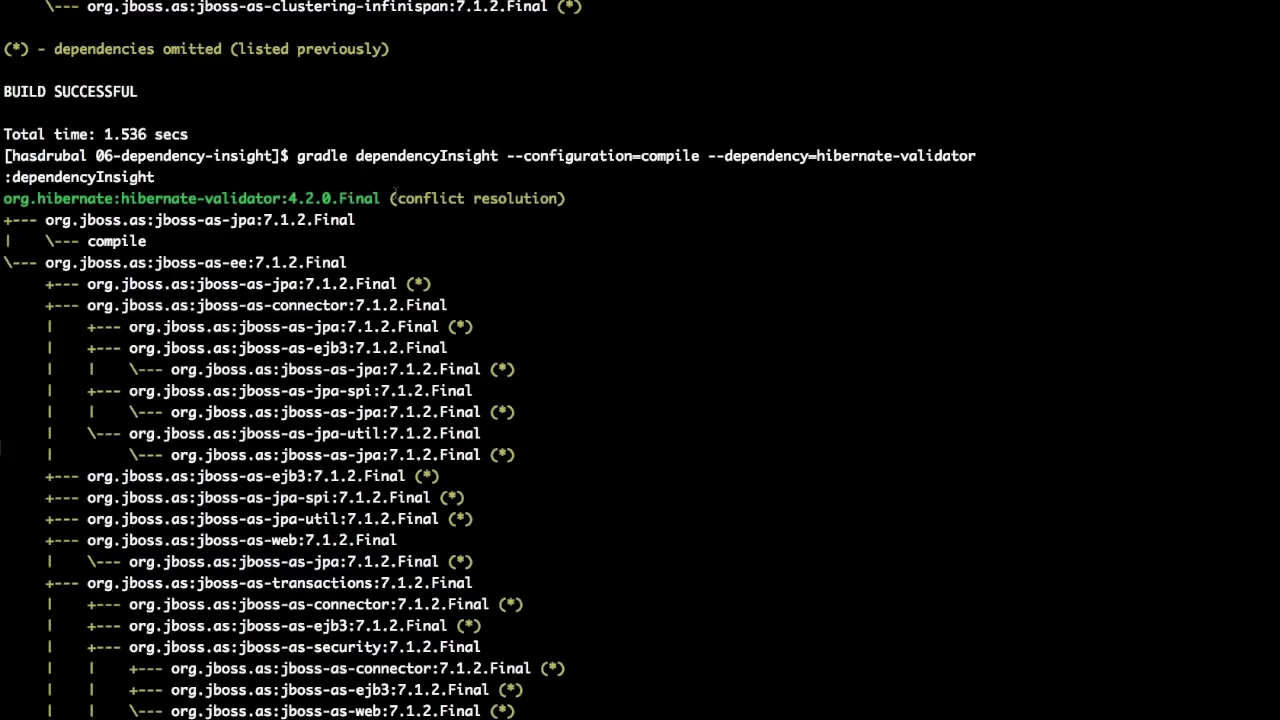 \--- org.jboss.as:jboss-as-clustering-infinispan:7.1.2.Final (*)
(*) - dependencies omitted (listed previously)
BUILD SUCCESSFUL
Total time: 1.536 secs
[hasdrubal 06-dependency-insight]$ gradle dependencyInsight --configuration=compile --dependency=hibernate-validator
:dependencyInsight
org.hibernate:hibernate-validator:4.2.0.Final (conflict resolution)
+--- org.jboss.as:jboss-as-jpa:7.1.2.Final
|    \--- compile
\--- org.jboss.as:jboss-as-ee:7.1.2.Final
     +--- org.jboss.as:jboss-as-jpa:7.1.2.Final (*)
     +--- org.jboss.as:jboss-as-connector:7.1.2.Final
     |    +--- org.jboss.as:jboss-as-jpa:7.1.2.Final (*)
     |    +--- org.jboss.as:jboss-as-ejb3:7.1.2.Final
     |    |    \--- org.jboss.as:jboss-as-jpa:7.1.2.Final (*)
     |    +--- org.jboss.as:jboss-as-jpa-spi:7.1.2.Final
     |    |    \--- org.jboss.as:jboss-as-jpa:7.1.2.Final (*)
     |    \--- org.jboss.as:jboss-as-jpa-util:7.1.2.Final
     |         \--- org.jboss.as:jboss-as-jpa:7.1.2.Final (*)
     +--- org.jboss.as:jboss-as-ejb3:7.1.2.Final (*)
     +--- org.jboss.as:jboss-as-jpa-spi:7.1.2.Final (*)
     +--- org.jboss.as:jboss-as-jpa-util:7.1.2.Final (*)
     +--- org.jboss.as:jboss-as-web:7.1.2.Final
     |    \--- org.jboss.as:jboss-as-jpa:7.1.2.Final (*)
     +--- org.jboss.as:jboss-as-transactions:7.1.2.Final
     |    +--- org.jboss.as:jboss-as-connector:7.1.2.Final (*)
     |    +--- org.jboss.as:jboss-as-ejb3:7.1.2.Final (*)
     |    +--- org.jboss.as:jboss-as-security:7.1.2.Final
     |    |    +--- org.jboss.as:jboss-as-connector:7.1.2.Final (*)
     |    |    +--- org.jboss.as:jboss-as-ejb3:7.1.2.Final (*)
     |    |    \--- org.jboss.as:jboss-as-web:7.1.2.Final (*)